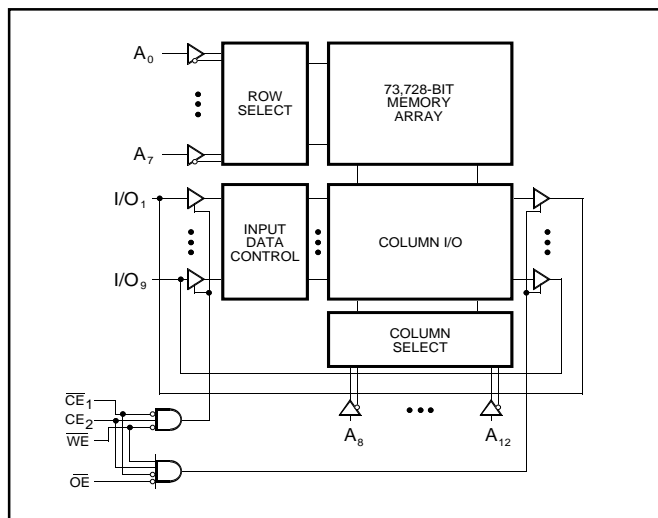 A0
ROW
SELECT
73,728-BIT
MEMORY
ARRAY
A7
I/O1
INPUT
DATA
CONTROL
COLUMN I/O
I/O9
COLUMN
SELECT
CE1
CE2
WE
OE
A8
A12